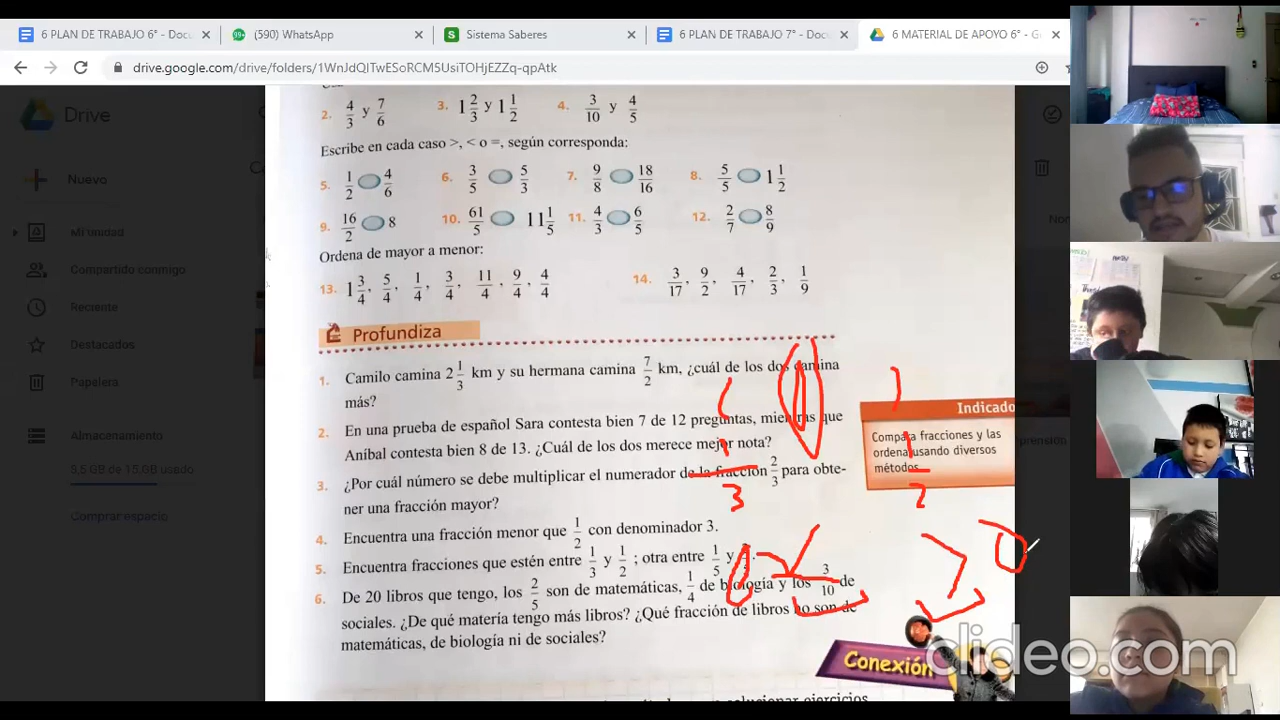 6 PLAN DE TRABAJO 6° - Docu
(590) WhatsApp
Sistema Saberes
6 PLAN DE TRABAJO 7° - Docu
6 MATERIAL DE APOYO 6° - G
drive.google.com/drive/folders/1WnJdQlTwESoRCM5UsiTOHjEZZq-qpAtk
Drive
Nuevo
Mi unidad
Compartido conmigo
Reciente
Destacados
Papelera
Almacenamiento
5.5 GB de 15 GB usado
Comprar espacio
2. 4/3 y 7/6 3. 1 2/3 y 1 1/2 4. 3/10 y 4/5
Escribe en cada caso >, < o =, según corresponda:
5. 1/2 4/6 6. 3/5 5/3 7. 9/8 18/16 8. 5/5 1 1/2
9. 16/2 8 10. 61/5 11 1/5 11. 4/3 6/5 12. 2/7 8/9
Ordena de mayor a menor:
13. 1 3/4, 5/4, 1/4, 3/4, 11/4, 9/4, 4/4 14. 3/17, 9/2, 4/17, 2/3, 1/9
Profundiza
1. Camilo camina 2 1/3 km y su hermana camina 7/2 km, ¿cuál de los dos camina
más?
2. En una prueba de español Sara contesta bien 7 de 12 preguntas, mientras que
Aníbal contesta bien 8 de 13. ¿Cuál de los dos merece mejor nota?
3. ¿Por cuál número se debe multiplicar el numerador de la fracción 2/3 para obte-
ner una fracción mayor?
4. Encuentra una fracción menor que 1/2 con denominador 3.
5. Encuentra fracciones que estén entre 1/3 y 1/2 ; otra entre 1/5 y
6. De 20 libros que tengo, los 2/5 son de matemáticas, 1/4 de biología y los 3/10 de
sociales. ¿De qué materia tengo más libros? ¿Qué fracción de libros no son de
matemáticas, de biología ni de sociales?
Indicado
Compara fracciones y las
ordena usando diversos
métodos.
1/3 1/2
< >
Conexión
clideo.com